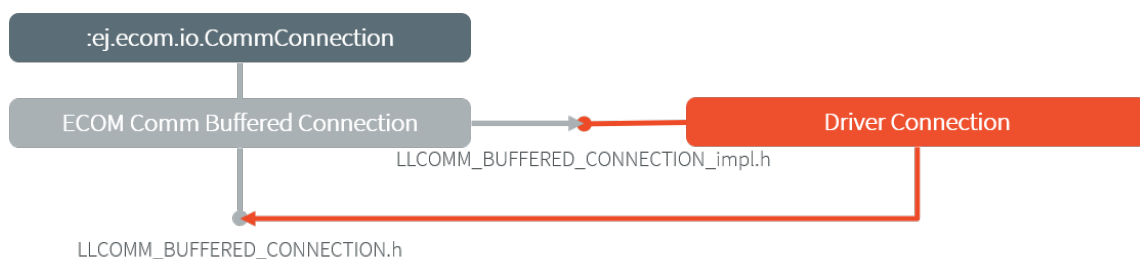 :ej.ecom.io.CommConnection
ECOM Comm Buffered Connection
Driver Connection
LLCOMM_BUFFERED_CONNECTION_impl.h
LLCOMM_BUFFERED_CONNECTION.h